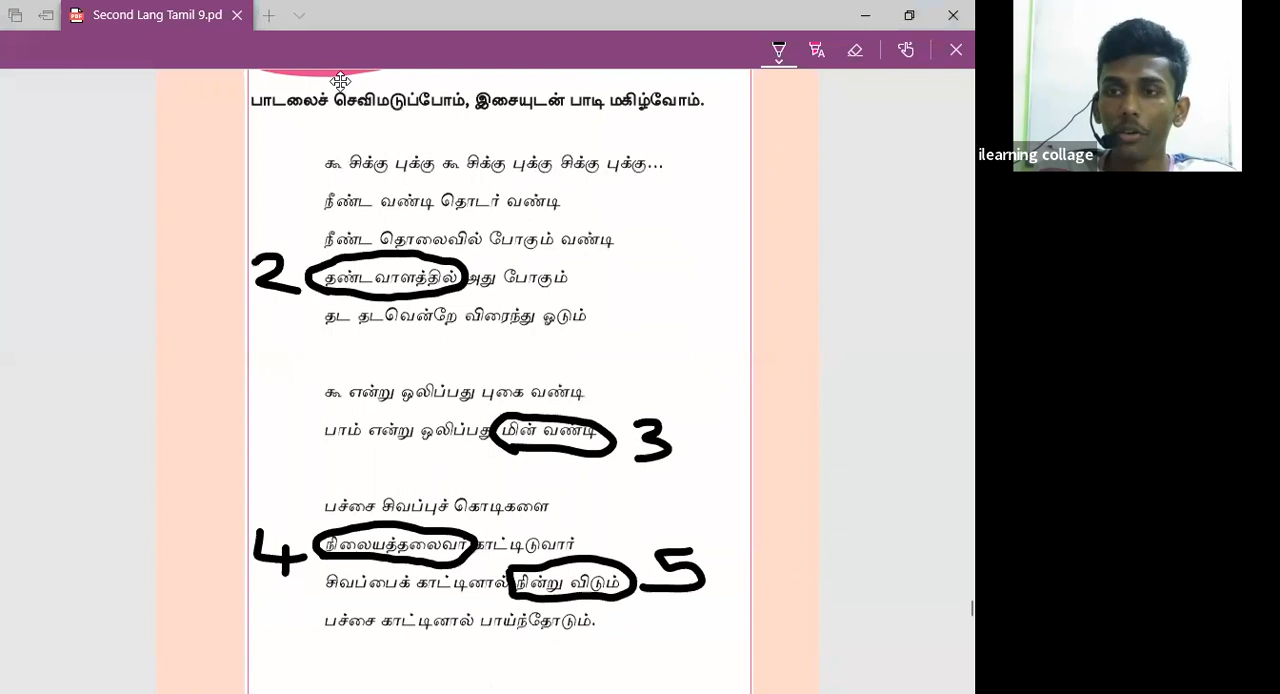 Second Lang Tamil 9.pd
பாடலைச் செவிமடுப்போம், இசையுடன் பாடி மகிழ்வோம்.
கூ சிக்கு புக்கு கூ சிக்கு புக்கு சிக்கு புக்கு...
நீண்ட வண்டி தொடர் வண்டி
நீண்ட தொலைவில் போகும் வண்டி
2 தண்டவாளத்தில் அது போகும்
தட தடவென்றே விரைந்து ஓடும்
கூ என்று ஒலிப்பது புகை வண்டி
பாம் என்று ஒலிப்பது மின் வண்டி 3
பச்சை சிவப்புச் கொடிகளை
4 நிலையத்தலைவர் காட்டிடுவார்
சிவப்பைக் காட்டினால் நின்று விடும் 5
பச்சை காட்டினால் பாய்ந்தோடும்.
ilearning collage